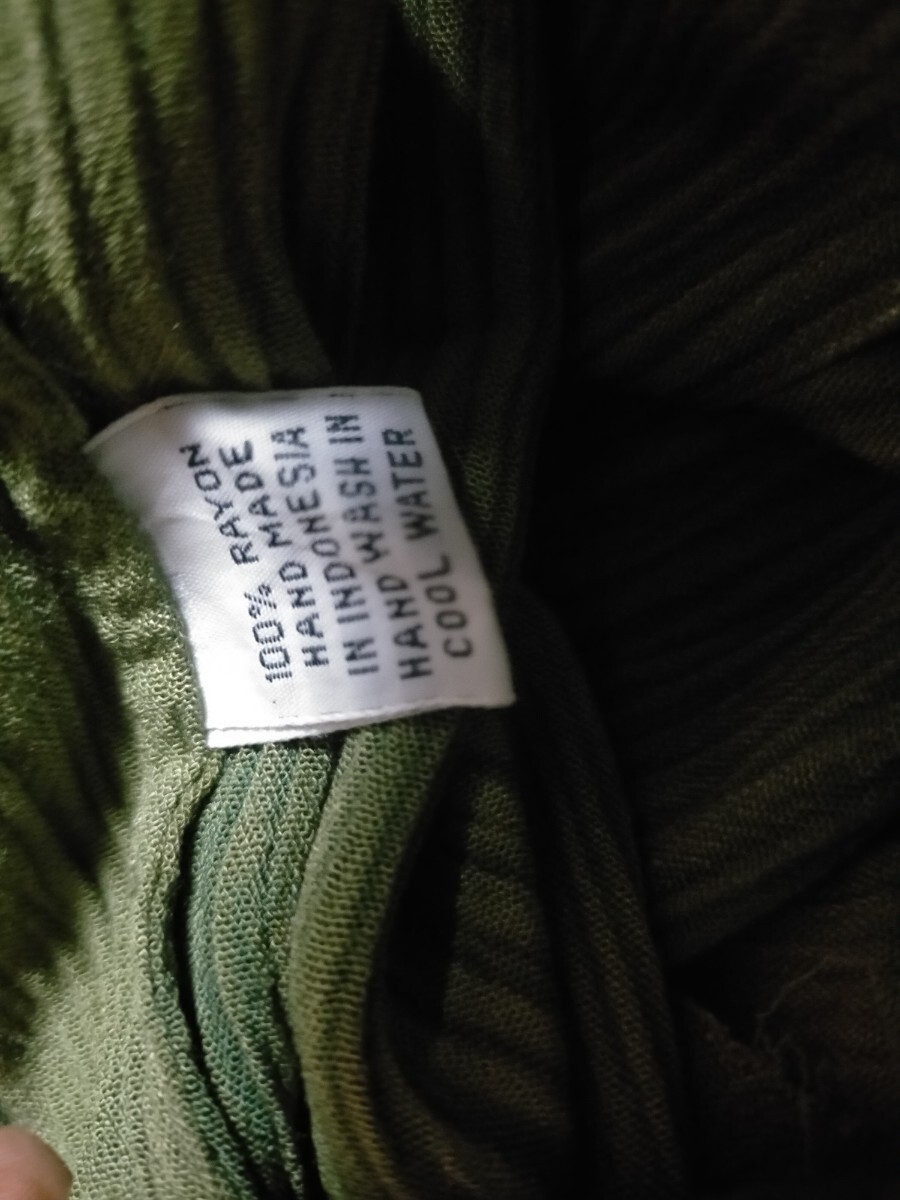 100% RAYON
HAND MADE
IN INDONESIA
HAND WASH IN
COOL WATER